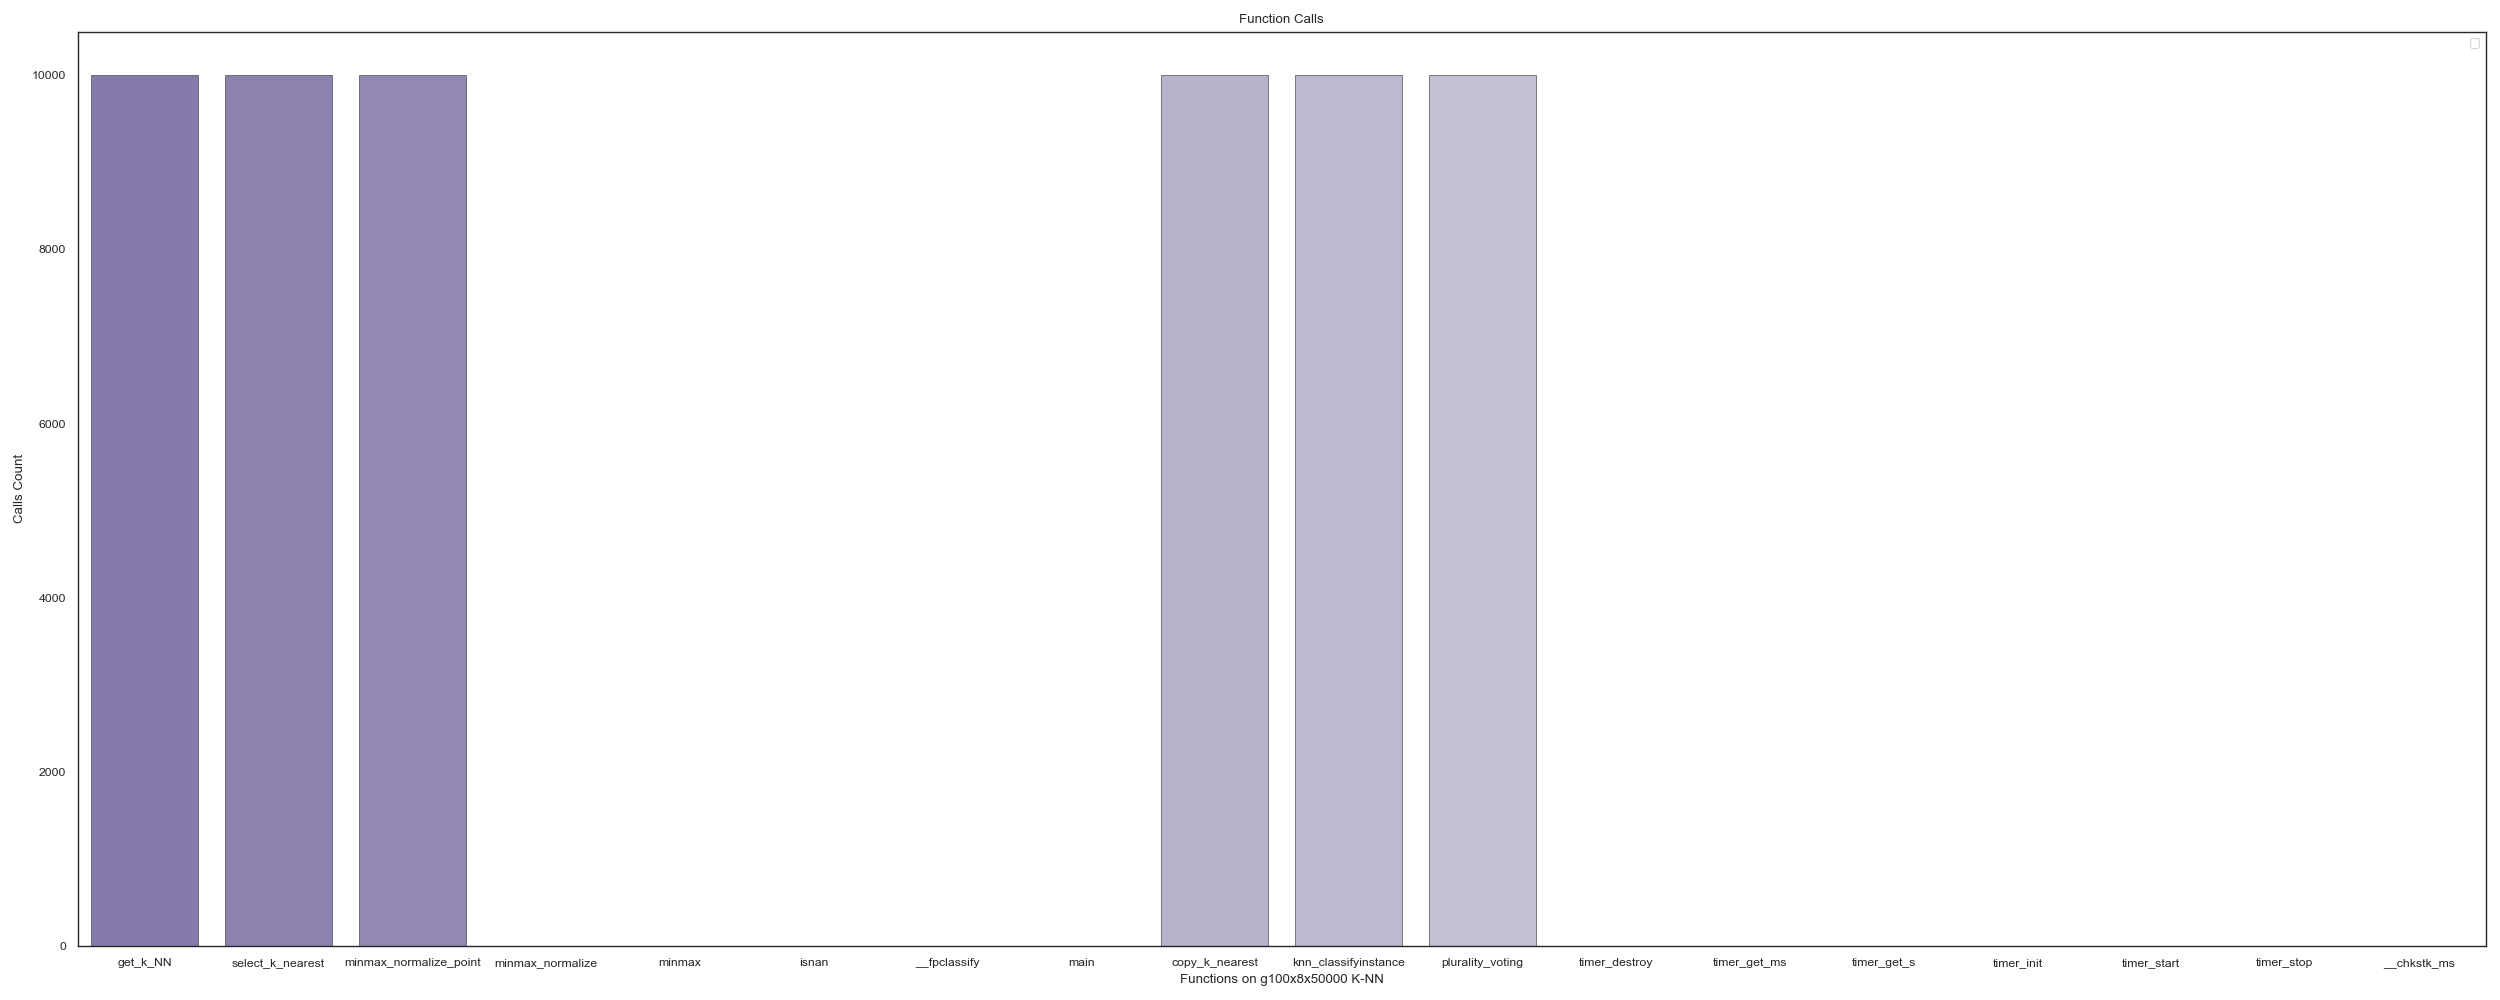 Function Calls
10000
8000
6000
4000
2000
0
Calls Count
get_k_NN select_k_nearest minmax_normalize_point minmax_normalize minmax isnan __fpclassify main copy_k_nearest knn_classifyinstance plurality_voting timer_destroy timer_get_ms timer_get_s timer_init timer_start timer_stop __chkstk_ms
Functions on g100x8x50000 K-NN